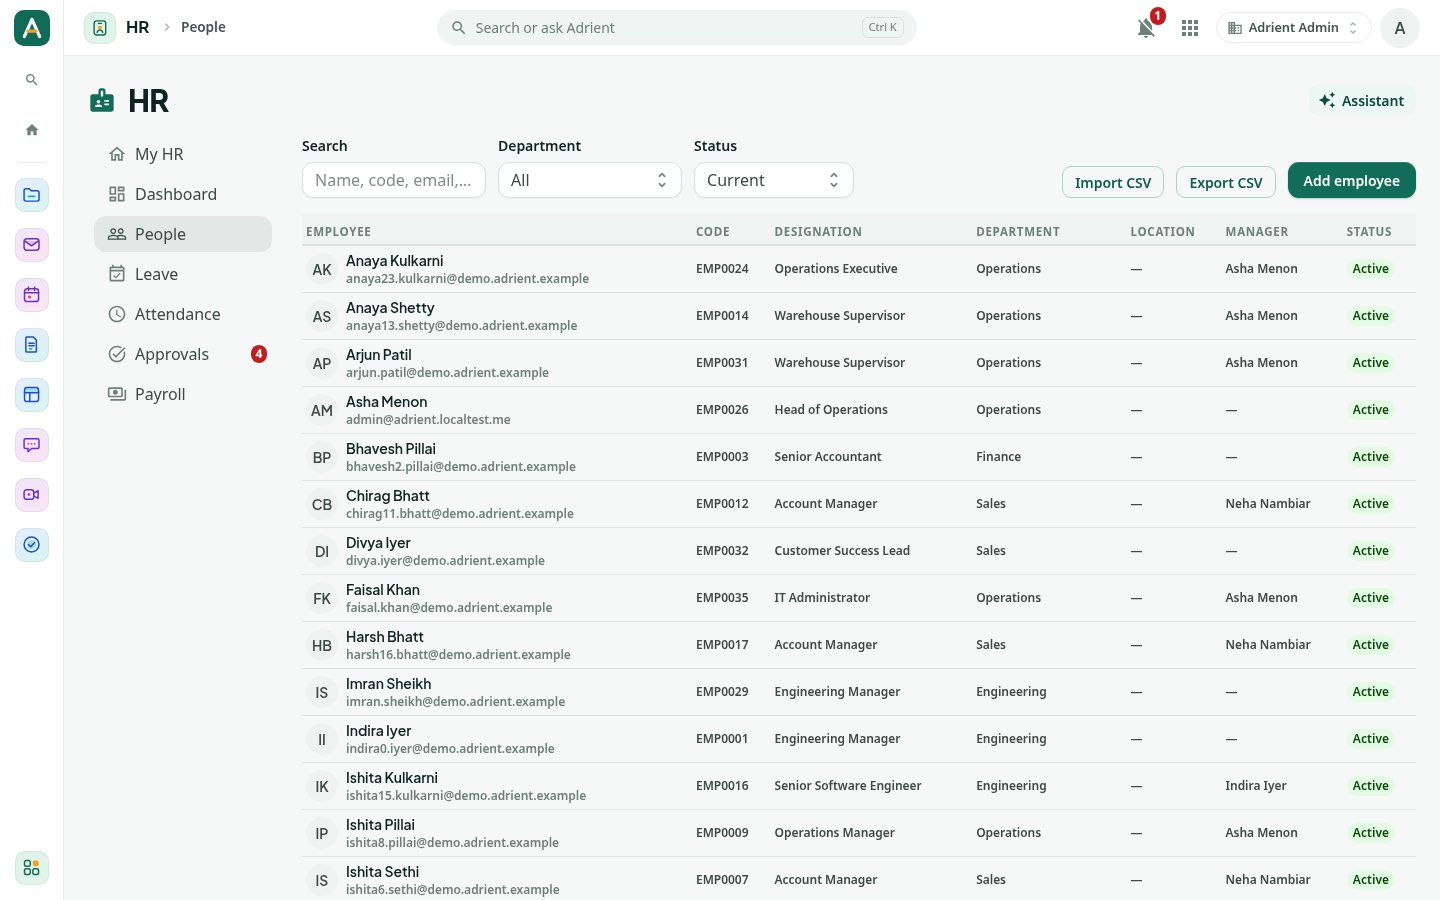 HR
People
Search or ask Adrient
Ctrl K
1
Adrient Admin
A
HR
Assistant
My HR
Dashboard
People
Leave
Attendance
Approvals 4
Payroll
Search Department Status
Name, code, email,... All Current
Import CSV Export CSV Add employee
EMPLOYEE CODE DESIGNATION DEPARTMENT LOCATION MANAGER STATUS
AK Anaya Kulkarni anaya23.kulkarni@demo.adrient.example EMP0024 Operations Executive Operations — Asha Menon Active
AS Anaya Shetty anaya13.shetty@demo.adrient.example EMP0014 Warehouse Supervisor Operations — Asha Menon Active
AP Arjun Patil arjun.patil@demo.adrient.example EMP0031 Warehouse Supervisor Operations — Asha Menon Active
AM Asha Menon admin@adrient.localtest.me EMP0026 Head of Operations Operations — — Active
BP Bhavesh Pillai bhavesh2.pillai@demo.adrient.example EMP0003 Senior Accountant Finance — — Active
CB Chirag Bhatt chirag11.bhatt@demo.adrient.example EMP0012 Account Manager Sales — Neha Nambiar Active
DI Divya Iyer divya.iyer@demo.adrient.example EMP0032 Customer Success Lead Sales — — Active
FK Faisal Khan faisal.khan@demo.adrient.example EMP0035 IT Administrator Operations — Asha Menon Active
HB Harsh Bhatt harsh16.bhatt@demo.adrient.example EMP0017 Account Manager Sales — Neha Nambiar Active
IS Imran Sheikh imran.sheikh@demo.adrient.example EMP0029 Engineering Manager Engineering — — Active
II Indira Iyer indira0.iyer@demo.adrient.example EMP0001 Engineering Manager Engineering — — Active
IK Ishita Kulkarni ishita15.kulkarni@demo.adrient.example EMP0016 Senior Software Engineer Engineering — Indira Iyer Active
IP Ishita Pillai ishita8.pillai@demo.adrient.example EMP0009 Operations Manager Operations — Asha Menon Active
IS Ishita Sethi ishita6.sethi@demo.adrient.example EMP0007 Account Manager Sales — Neha Nambiar Active